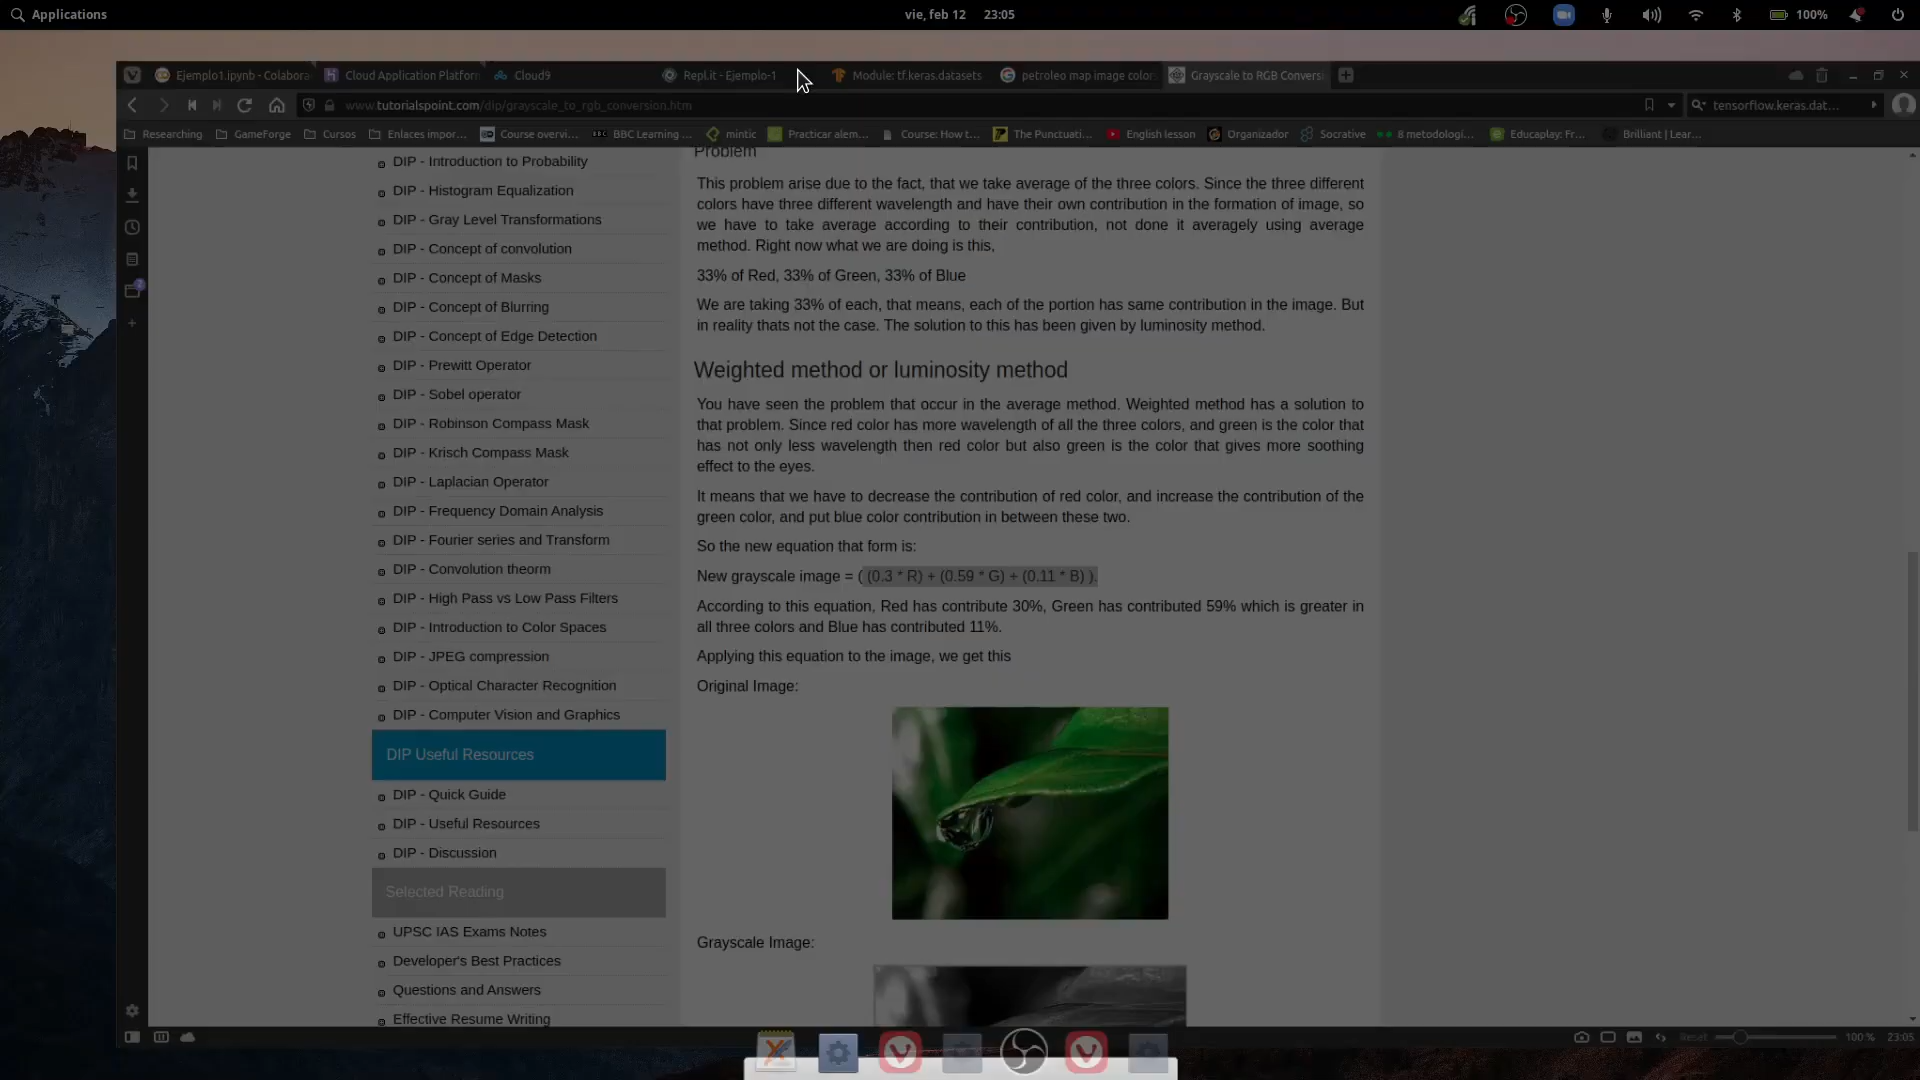 Applications
vie, feb 12 23:05
100%
Ejemplo1.ipynb - Colabora
Cloud Application Platform
Cloud9
Repl.it - Ejemplo-1
Module: tf.keras.datasets
petroleo map image color
Grayscale to RGB Conversi
www.tutorialspoint.com/dip/grayscale_to_rgb_conversion.htm
tensorflow.keras.dat...
Researching
GameForge
Cursos
Enlaces impor...
Course overvi...
BBC Learning ...
mintic
Practicar alem...
Course: How t...
The Punctuati...
English lesson
Organizador
Socrative
8 metodologi...
Educaplay: Fr...
Brilliant | Lear...
DIP - Introduction to Probability
DIP - Histogram Equalization
DIP - Gray Level Transformations
DIP - Concept of convolution
DIP - Concept of Masks
DIP - Concept of Blurring
DIP - Concept of Edge Detection
DIP - Prewitt Operator
DIP - Sobel operator
DIP - Robinson Compass Mask
DIP - Krisch Compass Mask
DIP - Laplacian Operator
DIP - Frequency Domain Analysis
DIP - Fourier series and Transform
DIP - Convolution theorm
DIP - High Pass vs Low Pass Filters
DIP - Introduction to Color Spaces
DIP - JPEG compression
DIP - Optical Character Recognition
DIP - Computer Vision and Graphics
DIP Useful Resources
DIP - Quick Guide
DIP - Useful Resources
DIP - Discussion
Selected Reading
UPSC IAS Exams Notes
Developer's Best Practices
Questions and Answers
Effective Resume Writing
Problem
This problem arise due to the fact, that we take average of the three colors. Since the three different
colors have three different wavelength and have their own contribution in the formation of image, so
we have to take average according to their contribution, not done it averagely using average
method. Right now what we are doing is this,
33% of Red, 33% of Green, 33% of Blue
We are taking 33% of each, that means, each of the portion has same contribution in the image. But
in reality thats not the case. The solution to this has been given by luminosity method.
Weighted method or luminosity method
You have seen the problem that occur in the average method. Weighted method has a solution to
that problem. Since red color has more wavelength of all the three colors, and green is the color that
has not only less wavelength then red color but also green is the color that gives more soothing
effect to the eyes.
It means that we have to decrease the contribution of red color, and increase the contribution of the
green color, and put blue color contribution in between these two.
So the new equation that form is:
New grayscale image = ( (0.3 * R) + (0.59 * G) + (0.11 * B) ).
According to this equation, Red has contribute 30%, Green has contributed 59% which is greater in
all three colors and Blue has contributed 11%.
Applying this equation to the image, we get this
Original Image:
Grayscale Image:
Reset
100 %
23:05